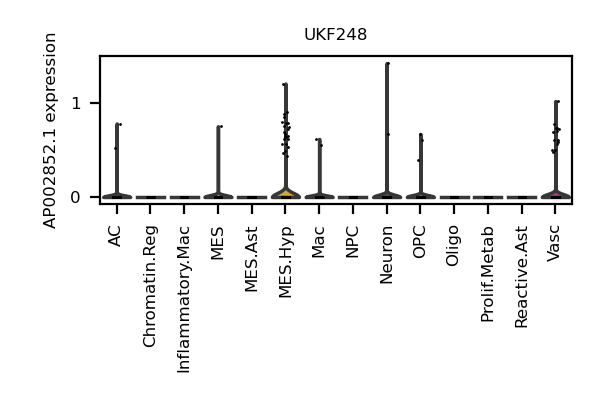 UKF248
AP002852.1 expression
1
0
AC
Chromatin.Reg
Inflammatory.Mac
MES
MES.Ast
MES.Hyp
Mac
NPC
Neuron
OPC
Oligo
Prolif.Metab
Reactive.Ast
Vasc